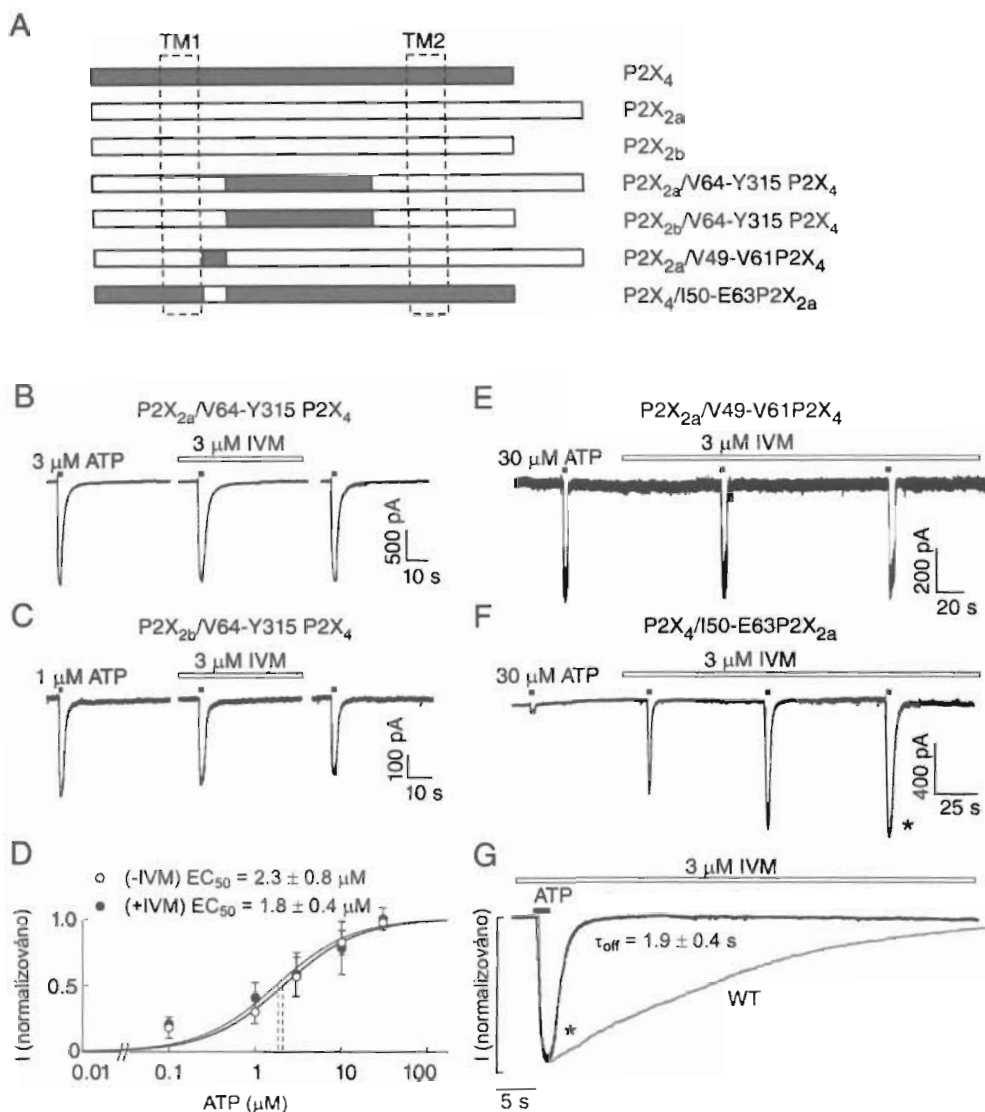 A
TM1 TM2
P2X4
P2X2a
P2X2b
P2X2a/V64-Y315 P2X4
P2X2b/V64-Y315 P2X4
P2X2a/V49-V61P2X4
P2X4/I50-E63P2X2a
B
P2X2a/V64-Y315 P2X4
3 µM IVM
3 µM ATP
500 pA
10 s
C
P2X2b/V64-Y315 P2X4
3 µM IVM
1 µM ATP
100 pA
10 s
D
(-IVM) EC50 = 2.3 ± 0.8 µM
(+IVM) EC50 = 1.8 ± 0.4 µM
I (normalizováno)
1.0
0.5
0
0.01 0.1 1 10 100
ATP (µM)
E
P2X2a/V49-V61P2X4
3 µM IVM
30 µM ATP
200 pA
20 s
F
P2X4/I50-E63P2X2a
3 µM IVM
30 µM ATP
400 pA
25 s
*
G
3 µM IVM
ATP
τoff = 1.9 ± 0.4 s
WT
*
I (normalizováno)
5 s